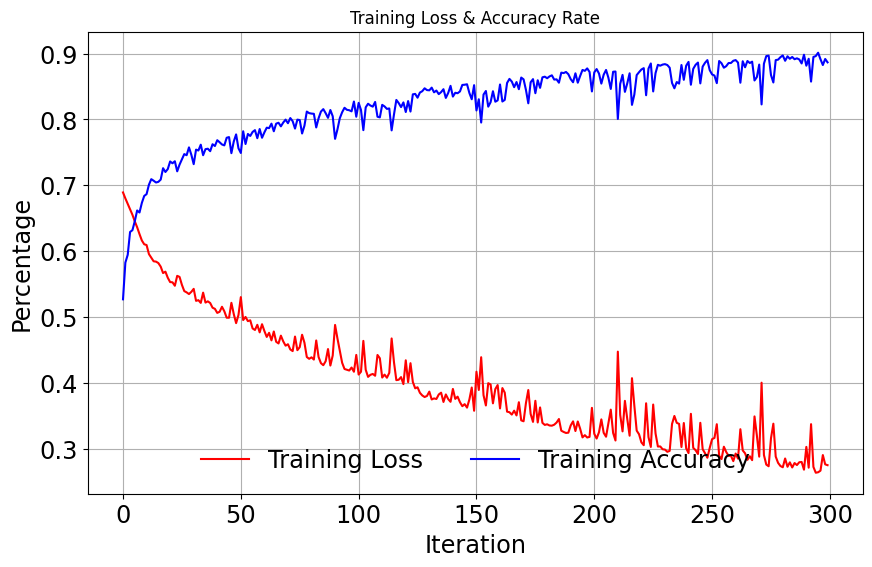 Training Loss & Accuracy Rate
0.9
0.8
0.7
0.6
0.5
0.4
0.3
Percentage
Training Loss
Training Accuracy
0
50
100
150
200
250
300
Iteration